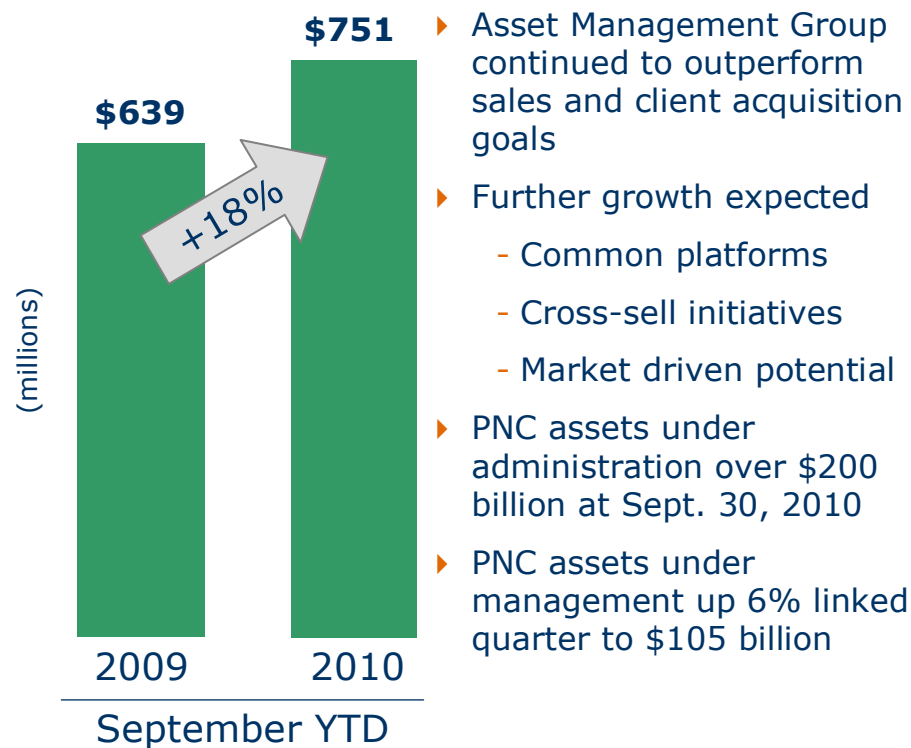 $751
$639
+18%
(millions)
2009
2010
September YTD
Asset Management Group
continued to outperform
sales and client acquisition
goals
Further growth expected
- Common platforms
- Cross-sell initiatives
- Market driven potential
PNC assets under
administration over $200
billion at Sept. 30, 2010
PNC assets under
management up 6% linked
quarter to $105 billion